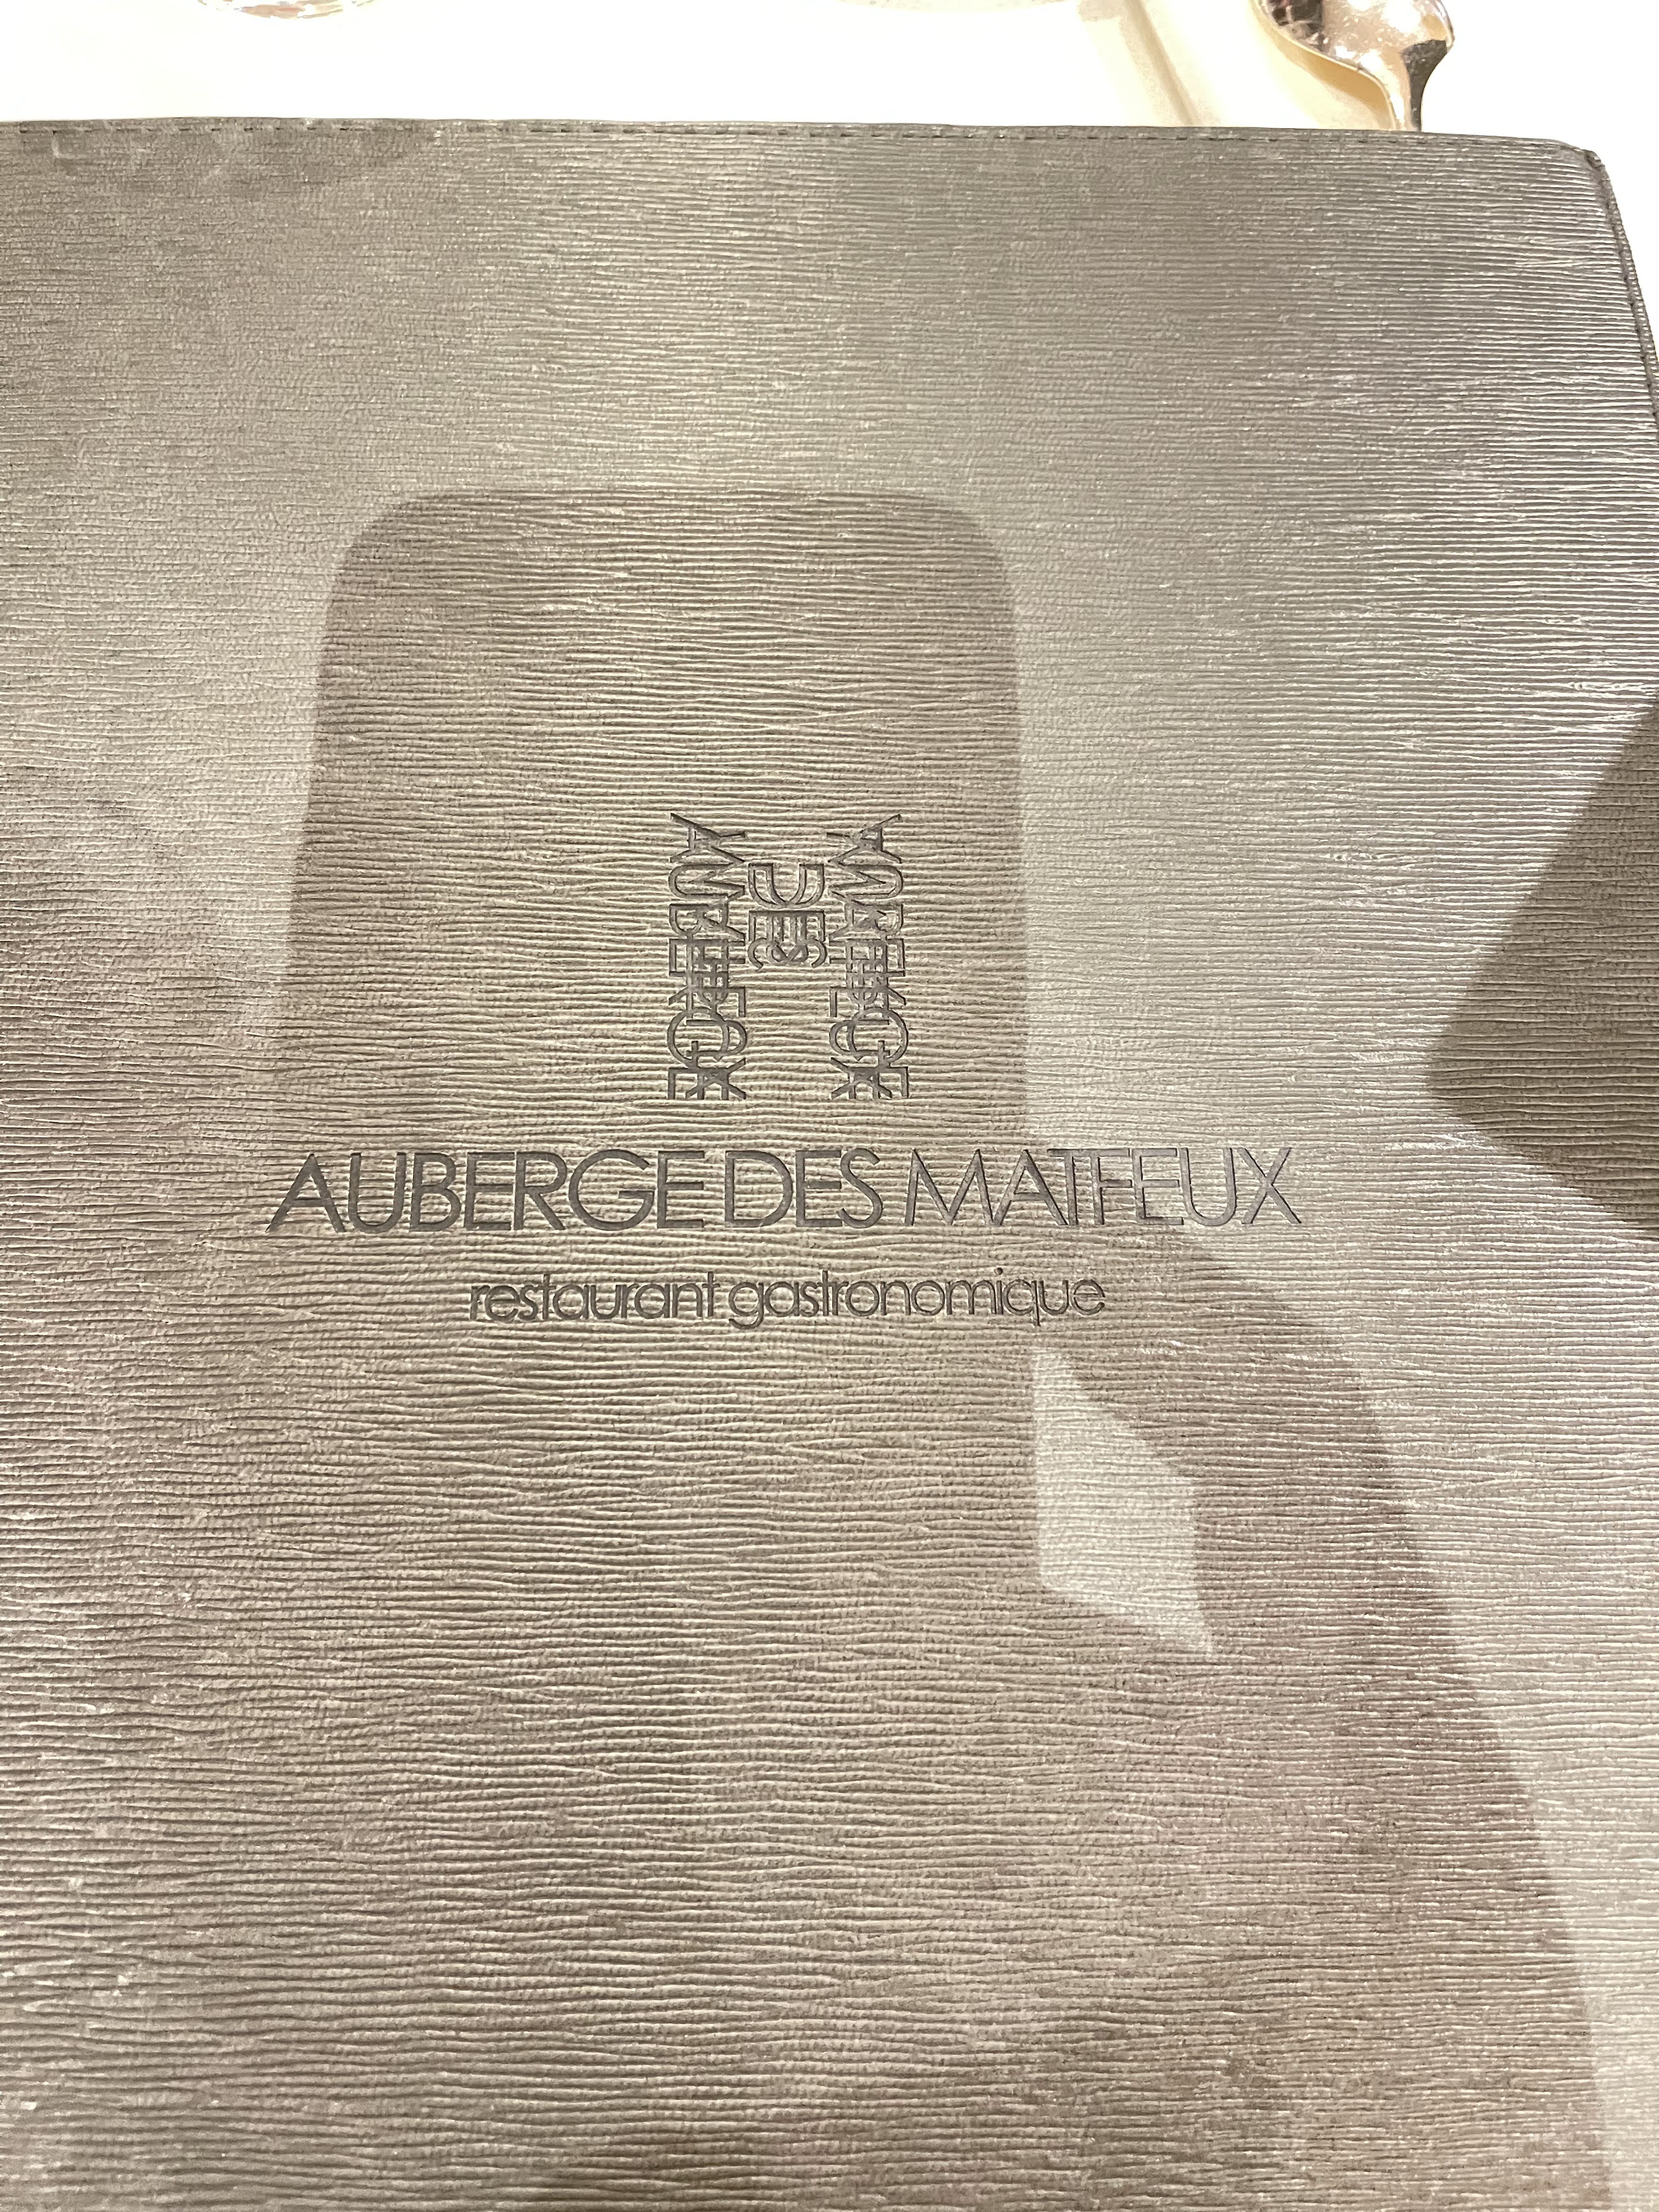 AUBERGE DES MATFEUX
restaurant gastronomique